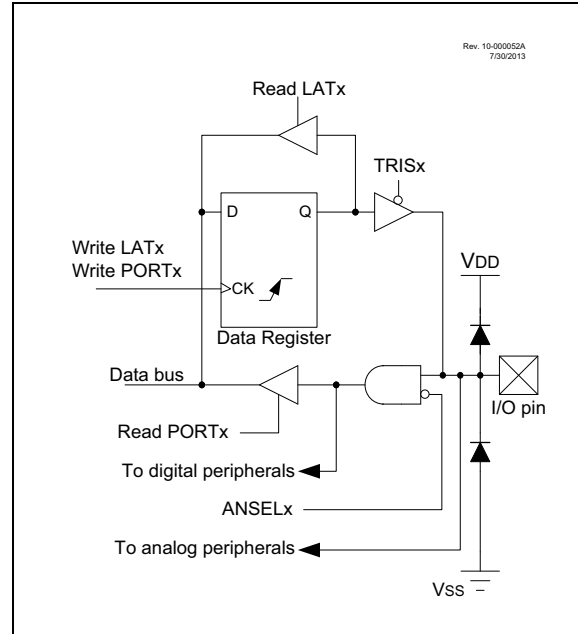 Rev. 10-000052A
7/30/2013
Read LATx
TRISx
D Q
Write LATx
Write PORTx
CK
VDD
Data Register
Data bus
I/O pin
Read PORTx
To digital peripherals
ANSELx
To analog peripherals
Vss